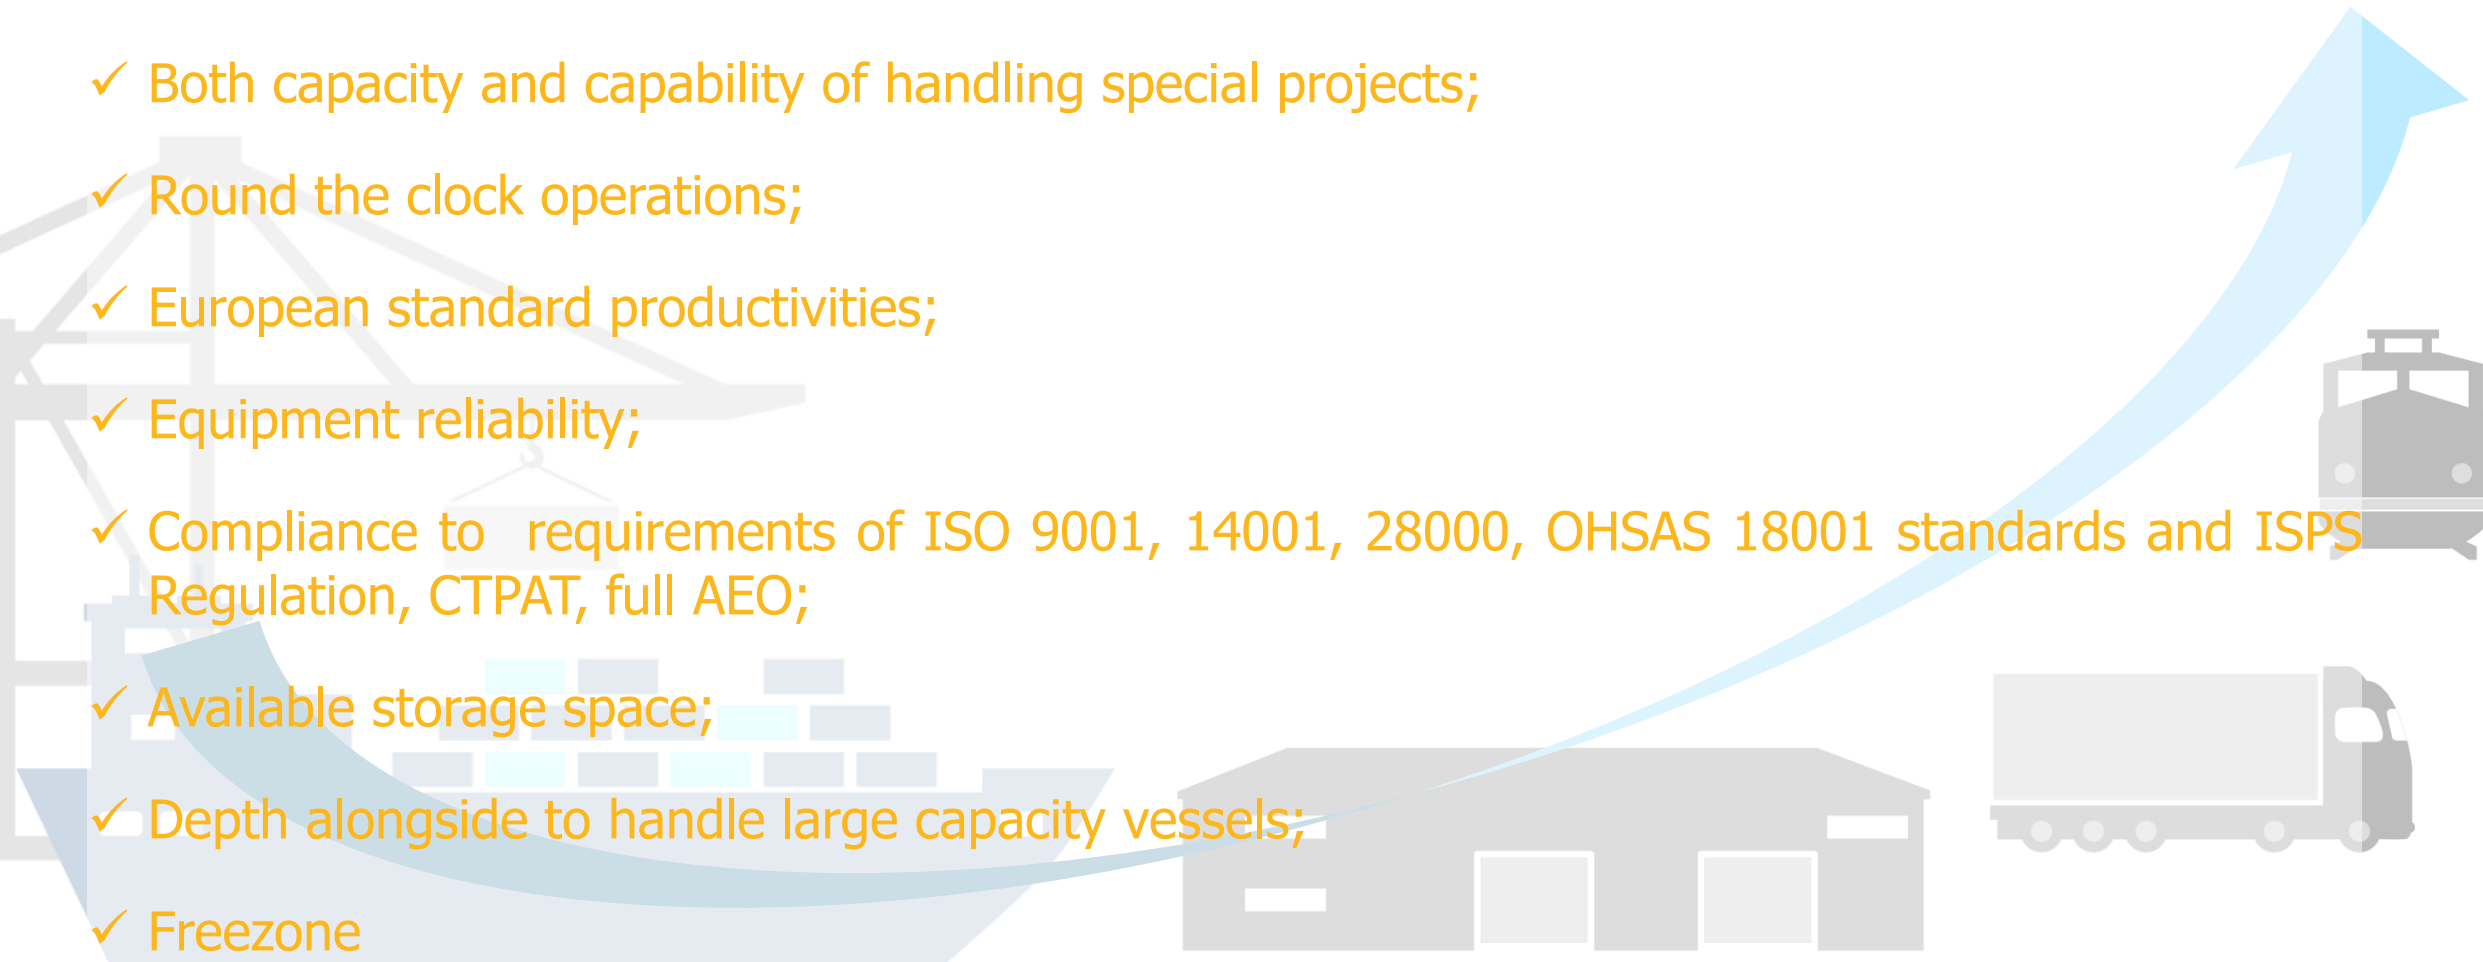 ✓ Both capacity and capability of handling special projects;
✓ Round the clock operations;
✓ European standard productivities;
✓ Equipment reliability;
✓ Compliance to requirements of ISO 9001, 14001, 28000, OHSAS 18001 standards and ISPS
Regulation, CTPAT, full AEO;
✓ Available storage space;
✓ Depth alongside to handle large capacity vessels;
✓ Freezone